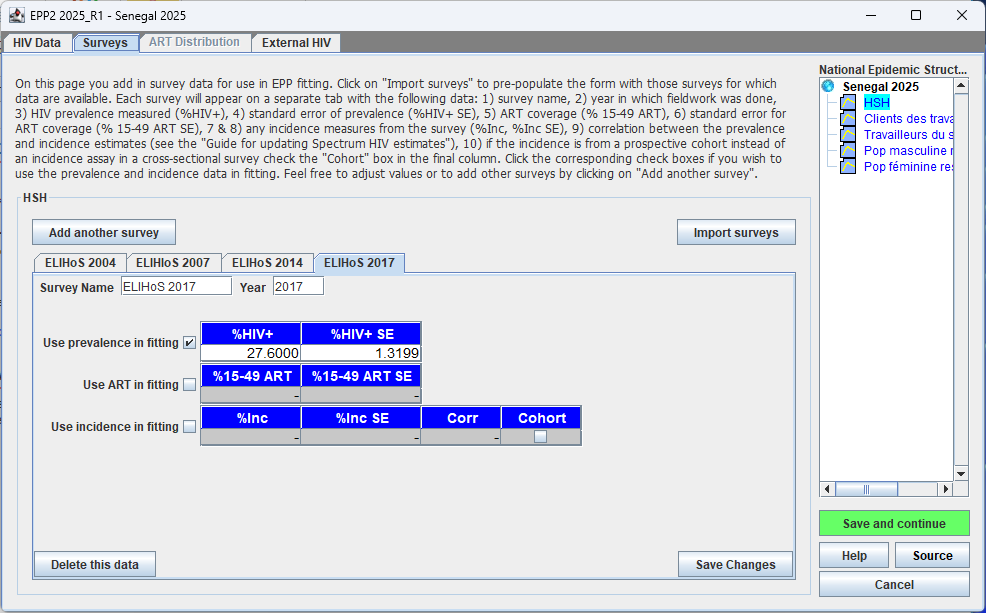 EPP2 2025_R1 - Senegal 2025
HIV Data
Surveys
ART Distribution
External HIV
On this page you add in survey data for use in EPP fitting. Click on "Import surveys" to pre-populate the form with those surveys for which
data are available. Each survey will appear on a separate tab with the following data: 1) survey name, 2) year in which fieldwork was done,
3) HIV prevalence measured (%HIV+), 4) standard error of prevalence (%HIV+ SE), 5) ART coverage (% 15-49 ART), 6) standard error for
ART coverage (% 15-49 ART SE), 7 & 8) any incidence measures from the survey (%Inc, %Inc SE), 9) correlation between the prevalence
and incidence estimates (see the "Guide for updating Spectrum HIV estimates"), 10) if the incidence is from a prospective cohort instead of
an incidence assay in a cross-sectional survey check the "Cohort" box in the final column. Click the corresponding check boxes if you wish to
use the prevalence and incidence data in fitting. Feel free to adjust values or to add other surveys by clicking on "Add another survey".
HSH
Add another survey
Import surveys
ELIHoS 2004
ELIHIoS 2007
ELIHoS 2014
ELIHoS 2017
Survey Name ELIHoS 2017 Year 2017
%HIV+ %HIV+ SE
Use prevalence in fitting
27.6000 1.3199
%15-49 ART %15-49 ART SE
Use ART in fitting
- -
%Inc %Inc SE Corr Cohort
Use incidence in fitting
- - -
Delete this data
Save Changes
National Epidemic Struct...
Senegal 2025
HSH
Clients des trava
Travailleurs du s
Pop masculine r
Pop féminine res
Save and continue
Help
Source
Cancel